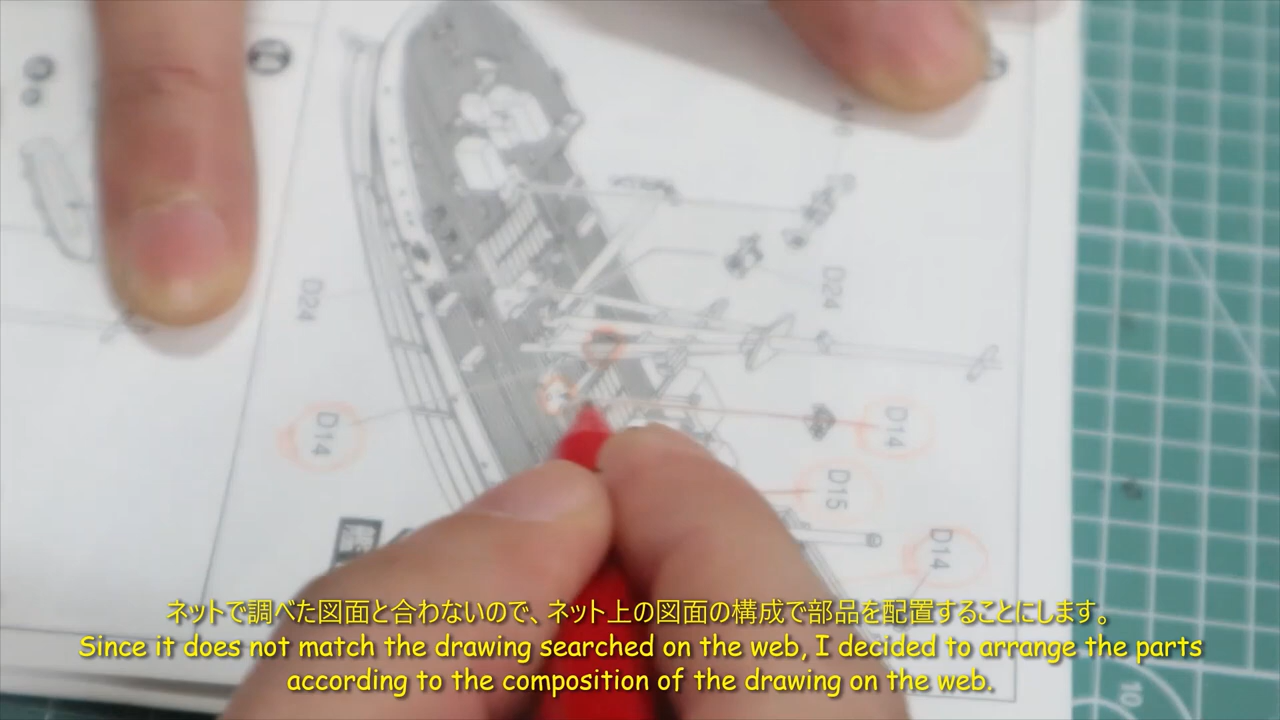 D24
D24
D14
D14
D15
D14
10
ネットで調べた図面と合わないので、ネット上の図面の構成で部品を配置することにします。
Since it does not match the drawing searched on the web, I decided to arrange the parts
according to the composition of the drawing on the web.